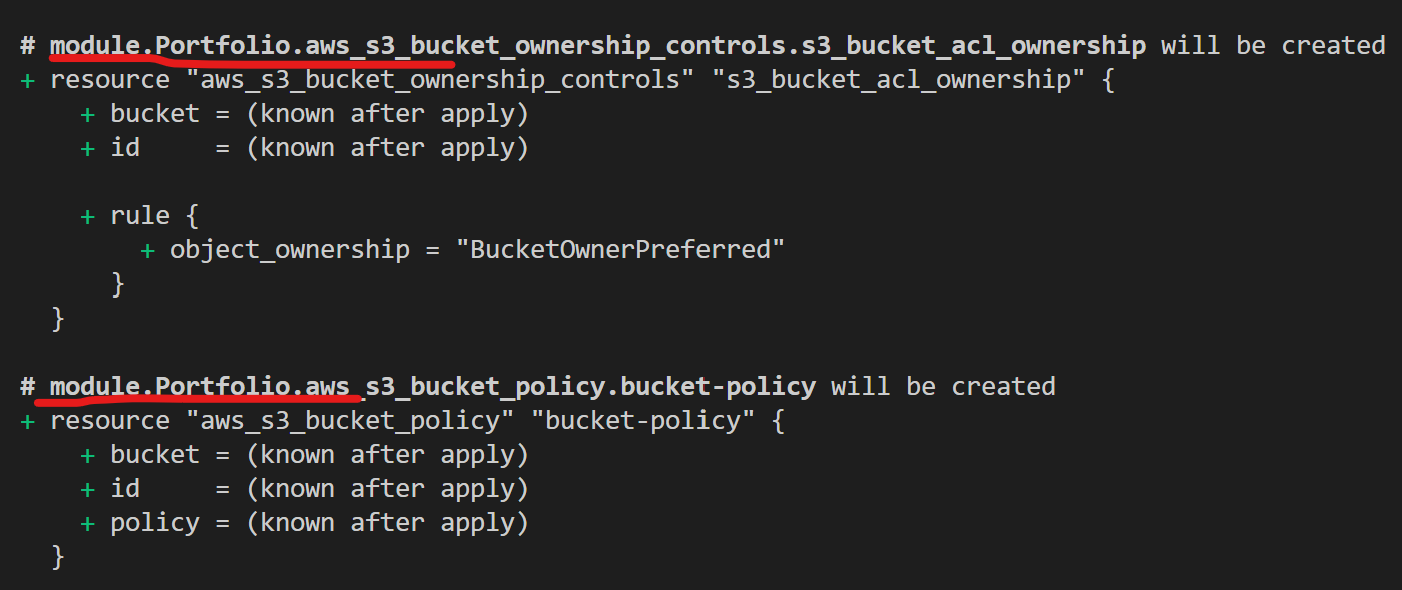 # module.Portfolio.aws_s3_bucket_ownership_controls.s3_bucket_acl_ownership will be created
+ resource "aws_s3_bucket_ownership_controls" "s3_bucket_acl_ownership" {
+ bucket = (known after apply)
+ id     = (known after apply)
+ rule {
+ object_ownership = "BucketOwnerPreferred"
}
}
# module.Portfolio.aws_s3_bucket_policy.bucket-policy will be created
+ resource "aws_s3_bucket_policy" "bucket-policy" {
+ bucket = (known after apply)
+ id     = (known after apply)
+ policy = (known after apply)
}